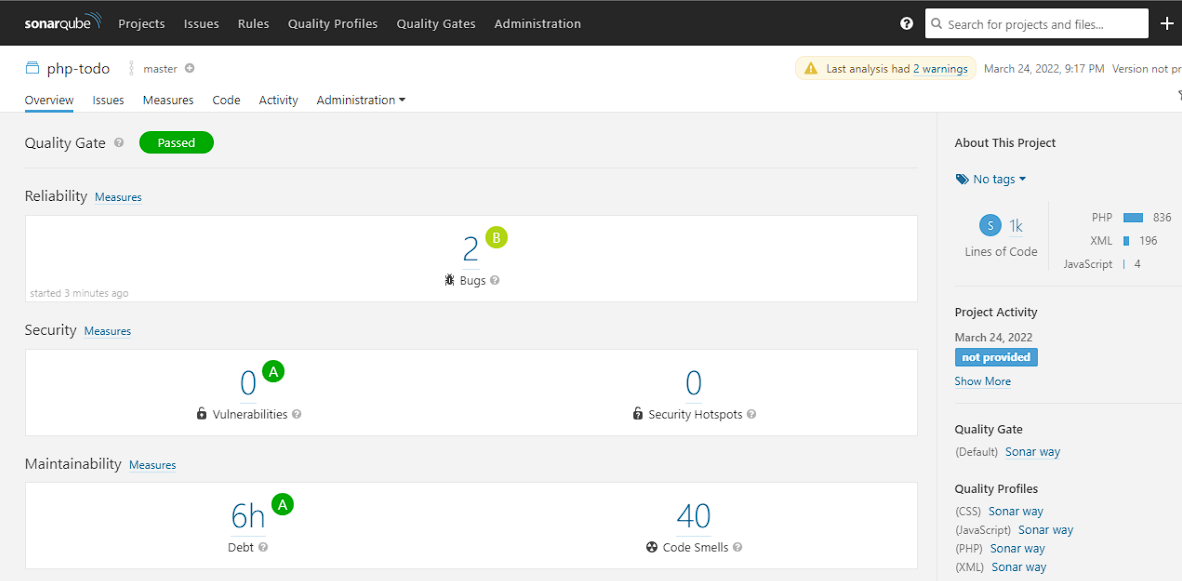 sonarqube Projects Issues Rules Quality Profiles Quality Gates Administration Search for projects and files...
php-todo master Last analysis had 2 warnings March 24, 2022, 9:17 PM Version not pr
Overview Issues Measures Code Activity Administration
Quality Gate Passed
Reliability Measures
2 B
Bugs
started 3 minutes ago
Security Measures
0 A 0
Vulnerabilities Security Hotspots
Maintainability Measures
6h A 40
Debt Code Smells
About This Project
No tags
S 1k
Lines of Code
PHP 836
XML 196
JavaScript 4
Project Activity
March 24, 2022
not provided
Show More
Quality Gate
(Default) Sonar way
Quality Profiles
(CSS) Sonar way
(JavaScript) Sonar way
(PHP) Sonar way
(XML) Sonar way